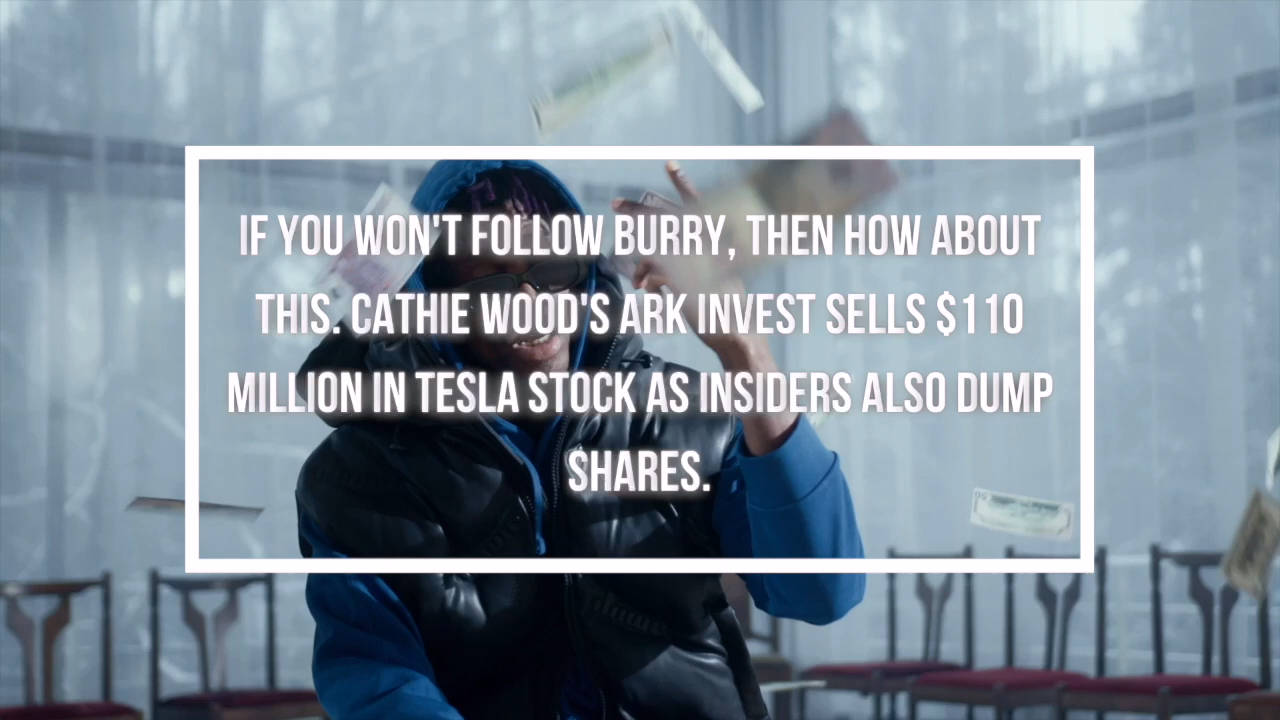 IF YOU WON'T FOLLOW BURRY, THEN HOW ABOUT
THIS. CATHIE WOOD'S ARK INVEST SELLS $110
MILLION IN TESLA STOCK AS INSIDERS ALSO DUMP
SHARES.